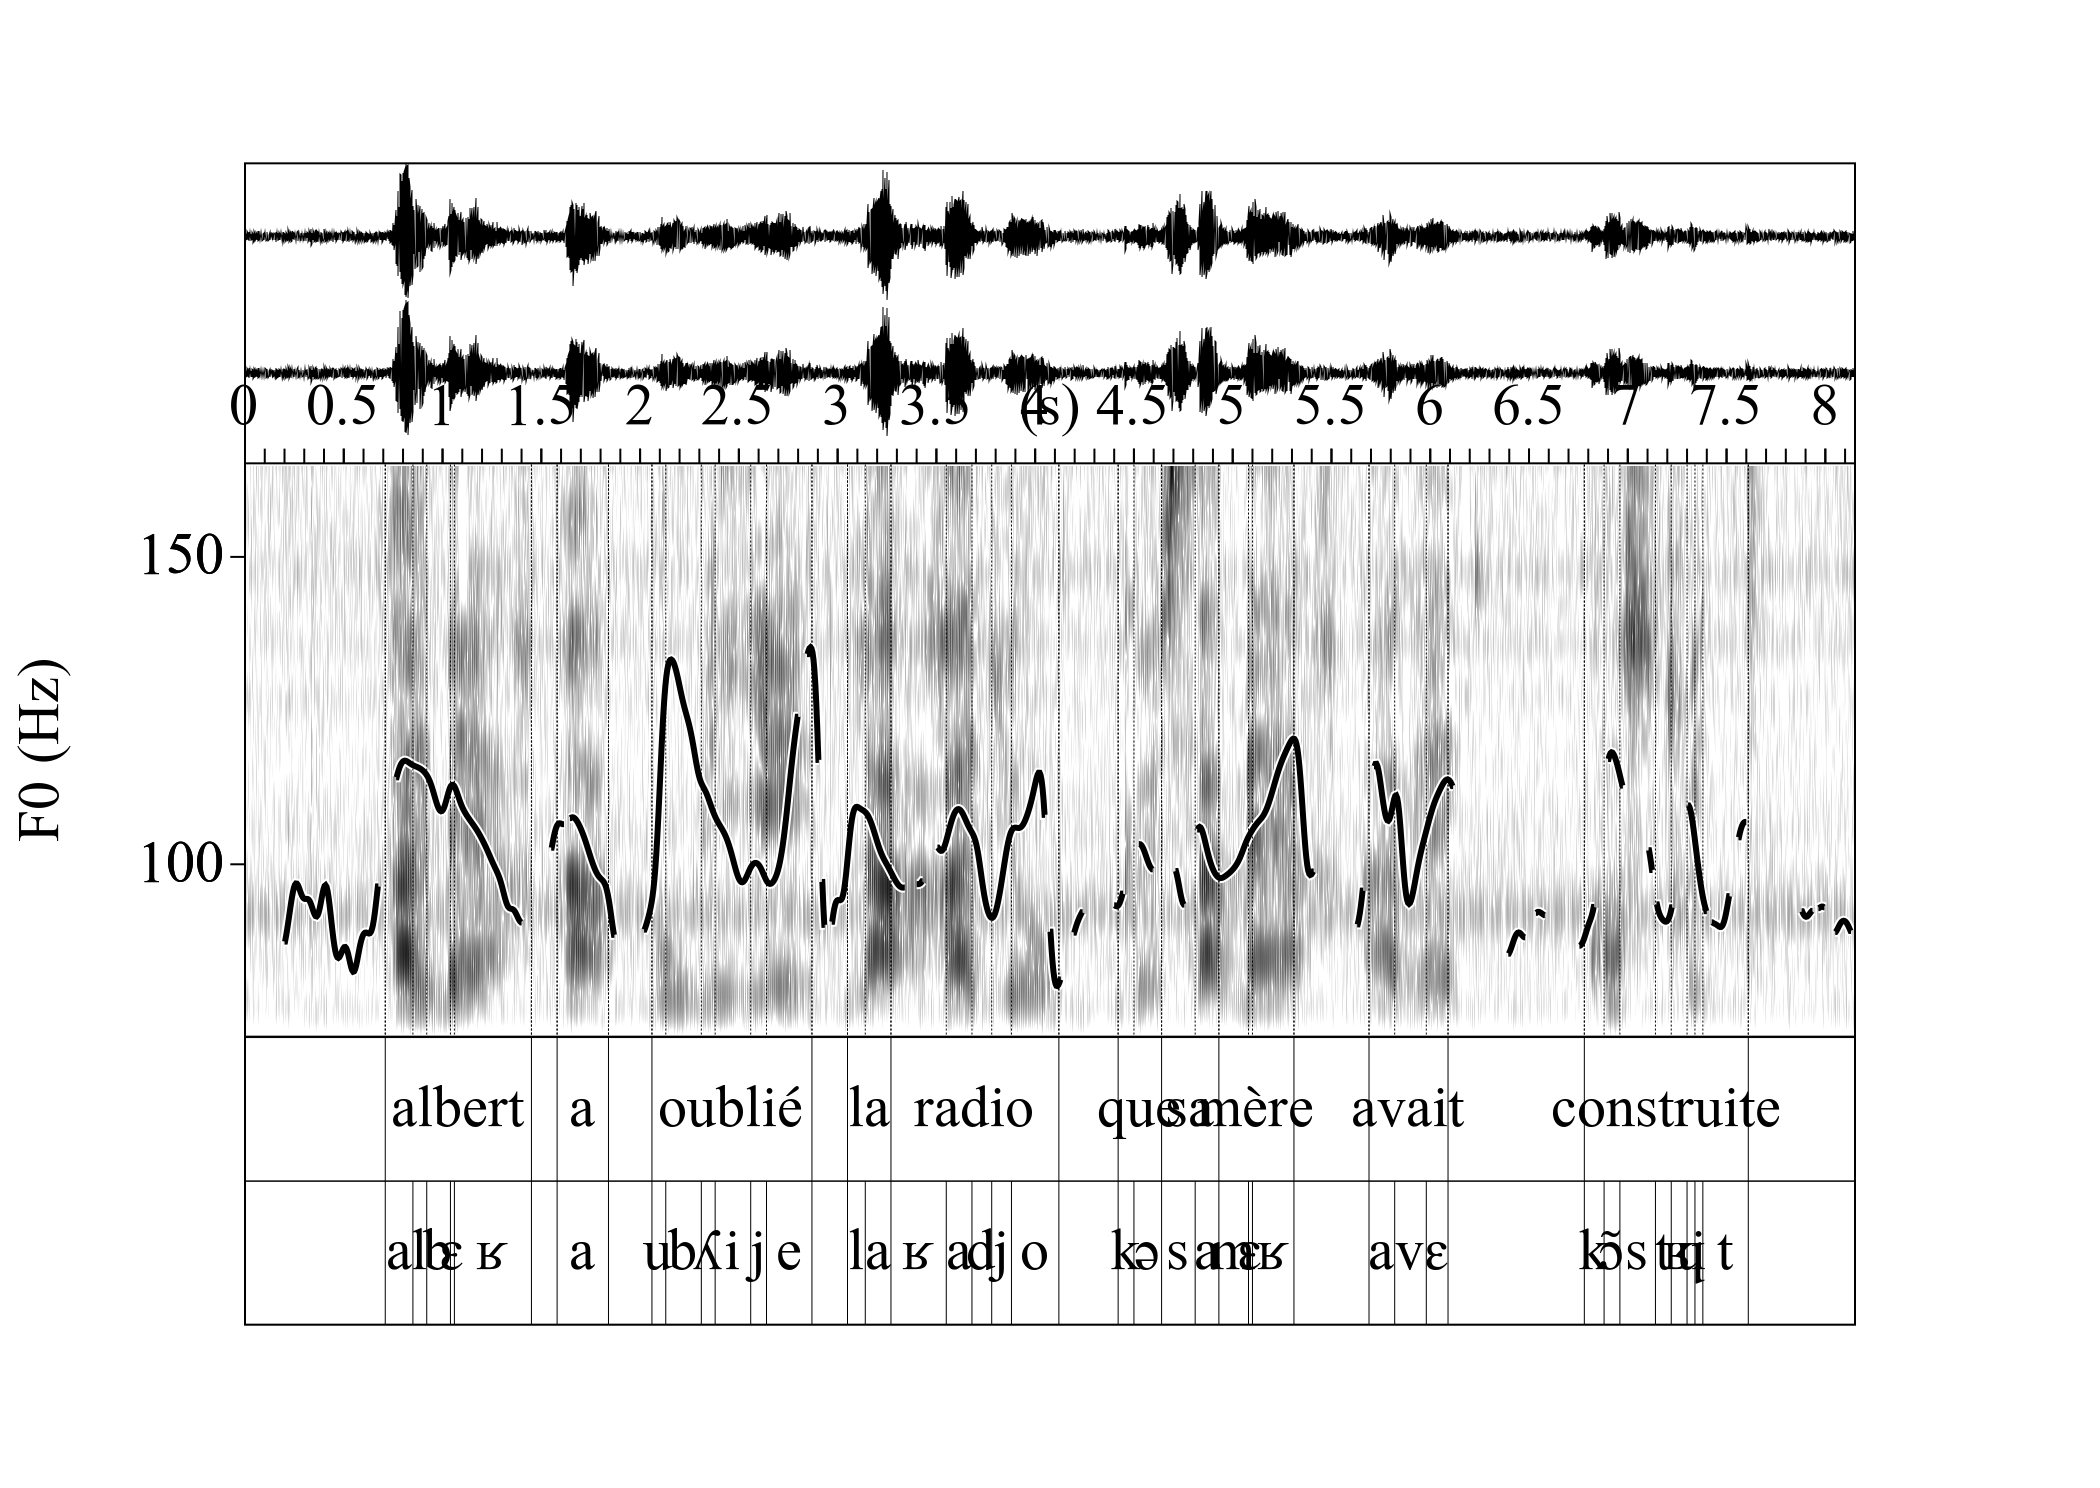 0 0.5 1 1.5 2 2.5 3 3.5 4 (s) 4.5 5 5.5 6 6.5 7 7.5 8
150
100
F0 (Hz)
albert a oublié la radio que sa mère avait construite
a l b ɛ ʁ a u b ʎ i j e l a ʁ a d j o k ə s a m ɛ ʁ a v ɛ k ɔ̃ s t ʁ ɥ i t